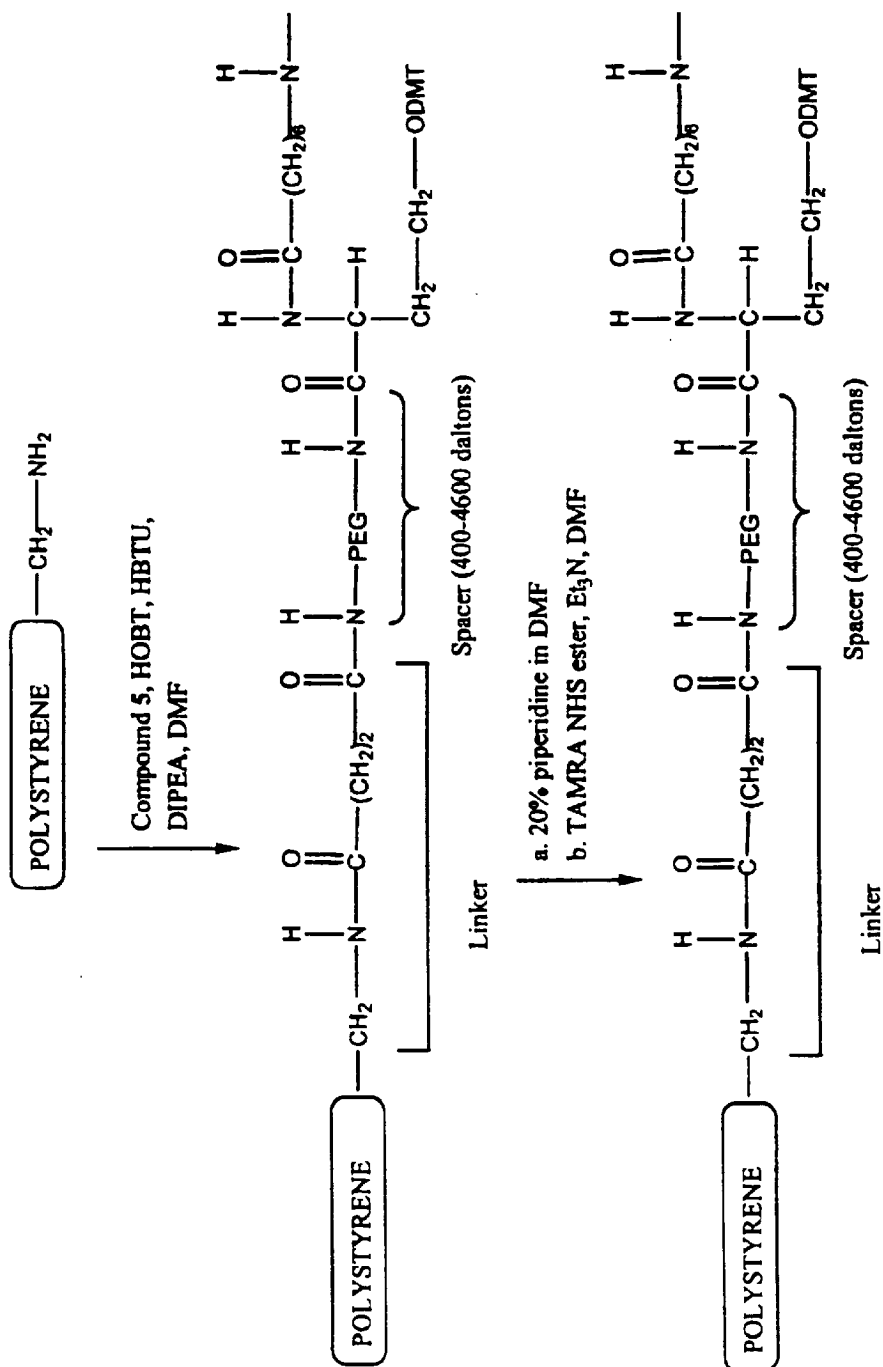 POLYSTYRENE —CH₂—NH₂
Compound 5, HOBT, HBTU,
DIPEA, DMF
H O O H H O H O H
POLYSTYRENE —CH₂—N—C—(CH₂)₂—C—N—PEG—N—C—C—N—C—(CH₂)₆—N—
H
CH₂—CH₂—ODMT
Linker
Spacer (400-4600 daltons)
a. 20% piperidine in DMF
b. TAMRA NHS ester, Et₃N, DMF
H O O H H O H O H
POLYSTYRENE —CH₂—N—C—(CH₂)₂—C—N—PEG—N—C—C—N—C—(CH₂)₆—N—
H
CH₂—CH₂—ODMT
Linker
Spacer (400-4600 daltons)